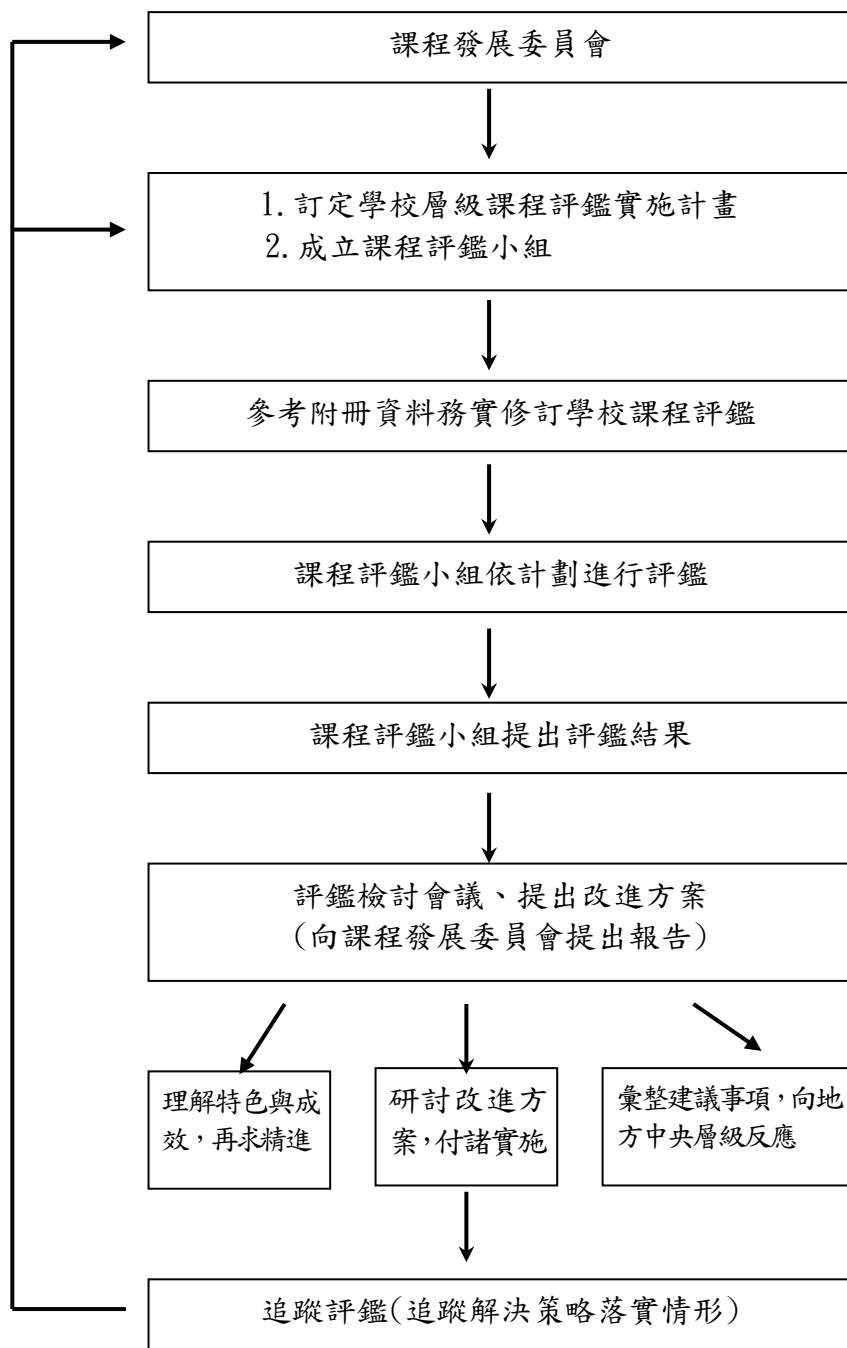 課程發展委員會
1. 訂定學校層級課程評鑑實施計畫
2. 成立課程評鑑小組
參考附冊資料務實修訂學校課程評鑑
課程評鑑小組依計劃進行評鑑
課程評鑑小組提出評鑑結果
評鑑檢討會議、提出改進方案
(向課程發展委員會提出報告)
理解特色與成
效，再求精進
研討改進方
案，付諸實施
彙整建議事項，向地
方中央層級反應
追蹤評鑑(追蹤解決策略落實情形)